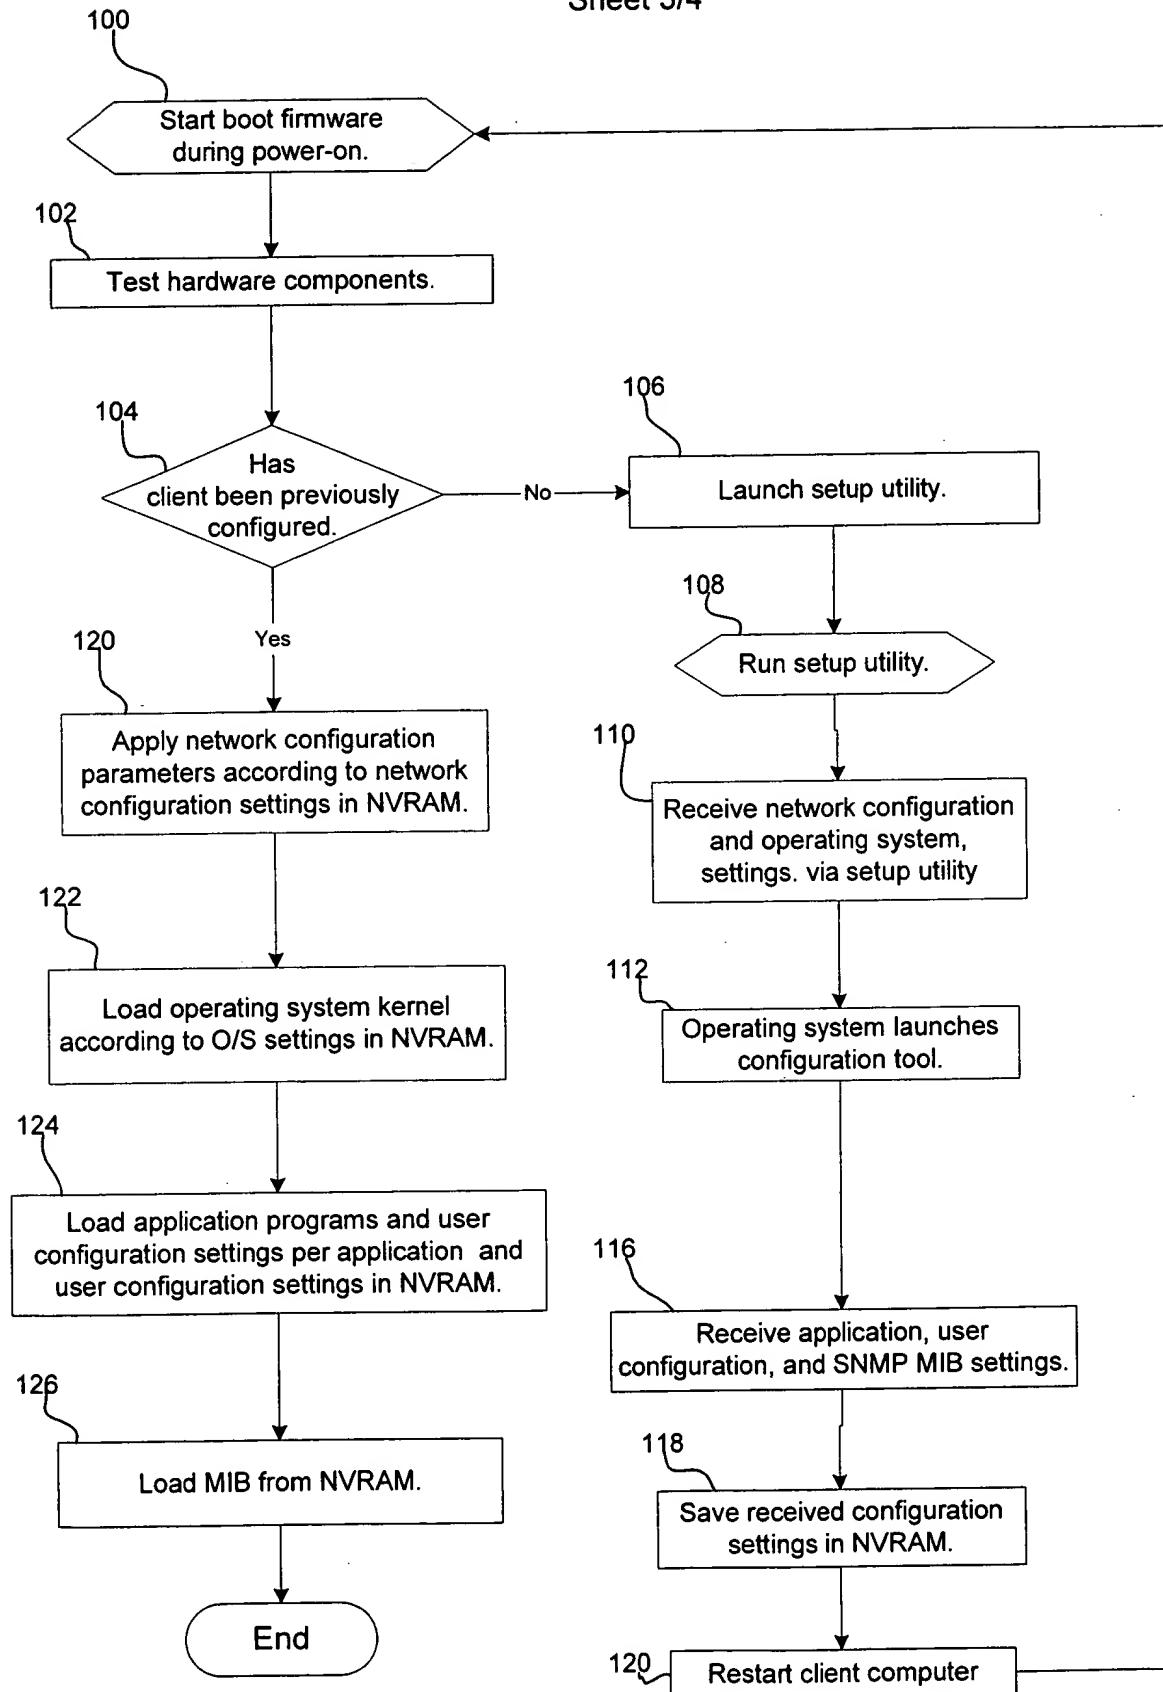 Sheet 3/4
100
Start boot firmware
during power-on.
102
Test hardware components.
104
Has
client been previously
configured.
No
Yes
106
Launch setup utility.
108
Run setup utility.
110
Receive network configuration
and operating system,
settings. via setup utility
112
Operating system launches
configuration tool.
116
Receive application, user
configuration, and SNMP MIB settings.
118
Save received configuration
settings in NVRAM.
120
Restart client computer
120
Apply network configuration
parameters according to network
configuration settings in NVRAM.
122
Load operating system kernel
according to O/S settings in NVRAM.
124
Load application programs and user
configuration settings per application and
user configuration settings in NVRAM.
126
Load MIB from NVRAM.
End